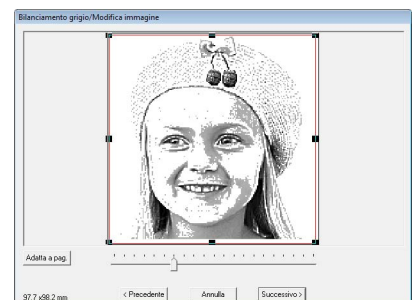 Bilanciamento grigio/Modifica immagine
Adatta a pag.
97.7 x98.2 mm
< Precedente
Annulla
Successivo >